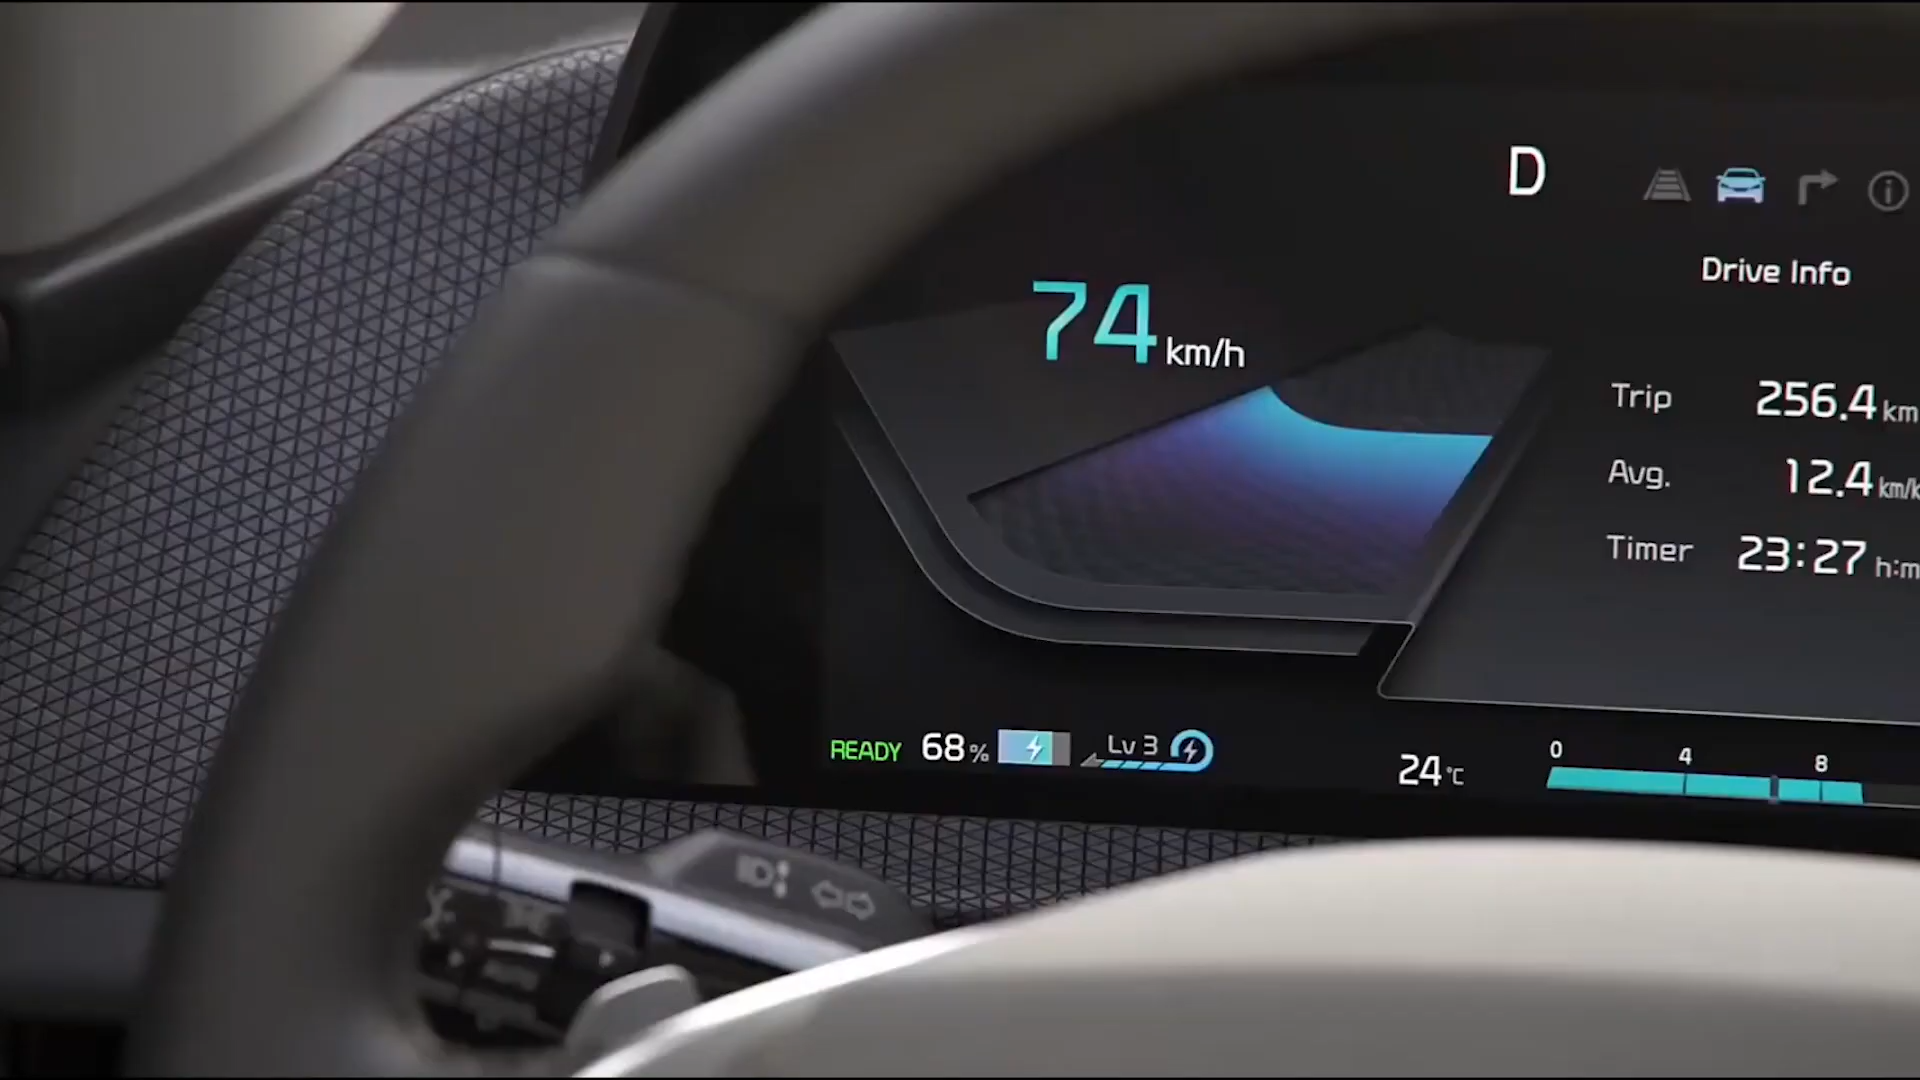 D
Drive Info
74 km/h
Trip 256.4 km
Avg. 12.4 km/k
Timer 23:27 h:m
READY 68% Lv 3
24°C
0 4 8